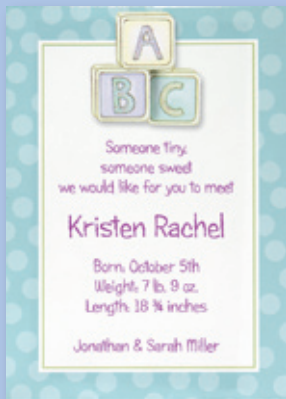 A
B C
Someone tiny,
someone sweet
we would like for you to meet
Kristen Rachel
Born: October 5th
Weight: 7 lb. 9 oz.
Length: 18 ¾ inches
Jonathan & Sarah Miller